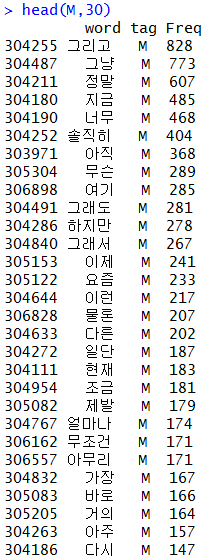 > head(M,30)
word tag Freq
304255 그리고 M 828
304487 그냥 M 773
304211 정말 M 607
304180 지금 M 485
304190 너무 M 468
304252 솔직히 M 404
303971 아직 M 368
305304 무슨 M 289
306898 여기 M 285
304491 그래도 M 281
304286 하지만 M 278
304840 그래서 M 267
305153 이제 M 241
305122 요즘 M 233
304644 이런 M 217
306828 물론 M 207
304633 다른 M 202
304272 일단 M 187
304111 현재 M 183
304954 조금 M 181
305082 제발 M 179
304767 얼마나 M 174
306162 무조건 M 171
306557 아무리 M 171
304832 가장 M 167
305083 바로 M 166
305205 거의 M 164
304263 아주 M 157
304186 다시 M 147